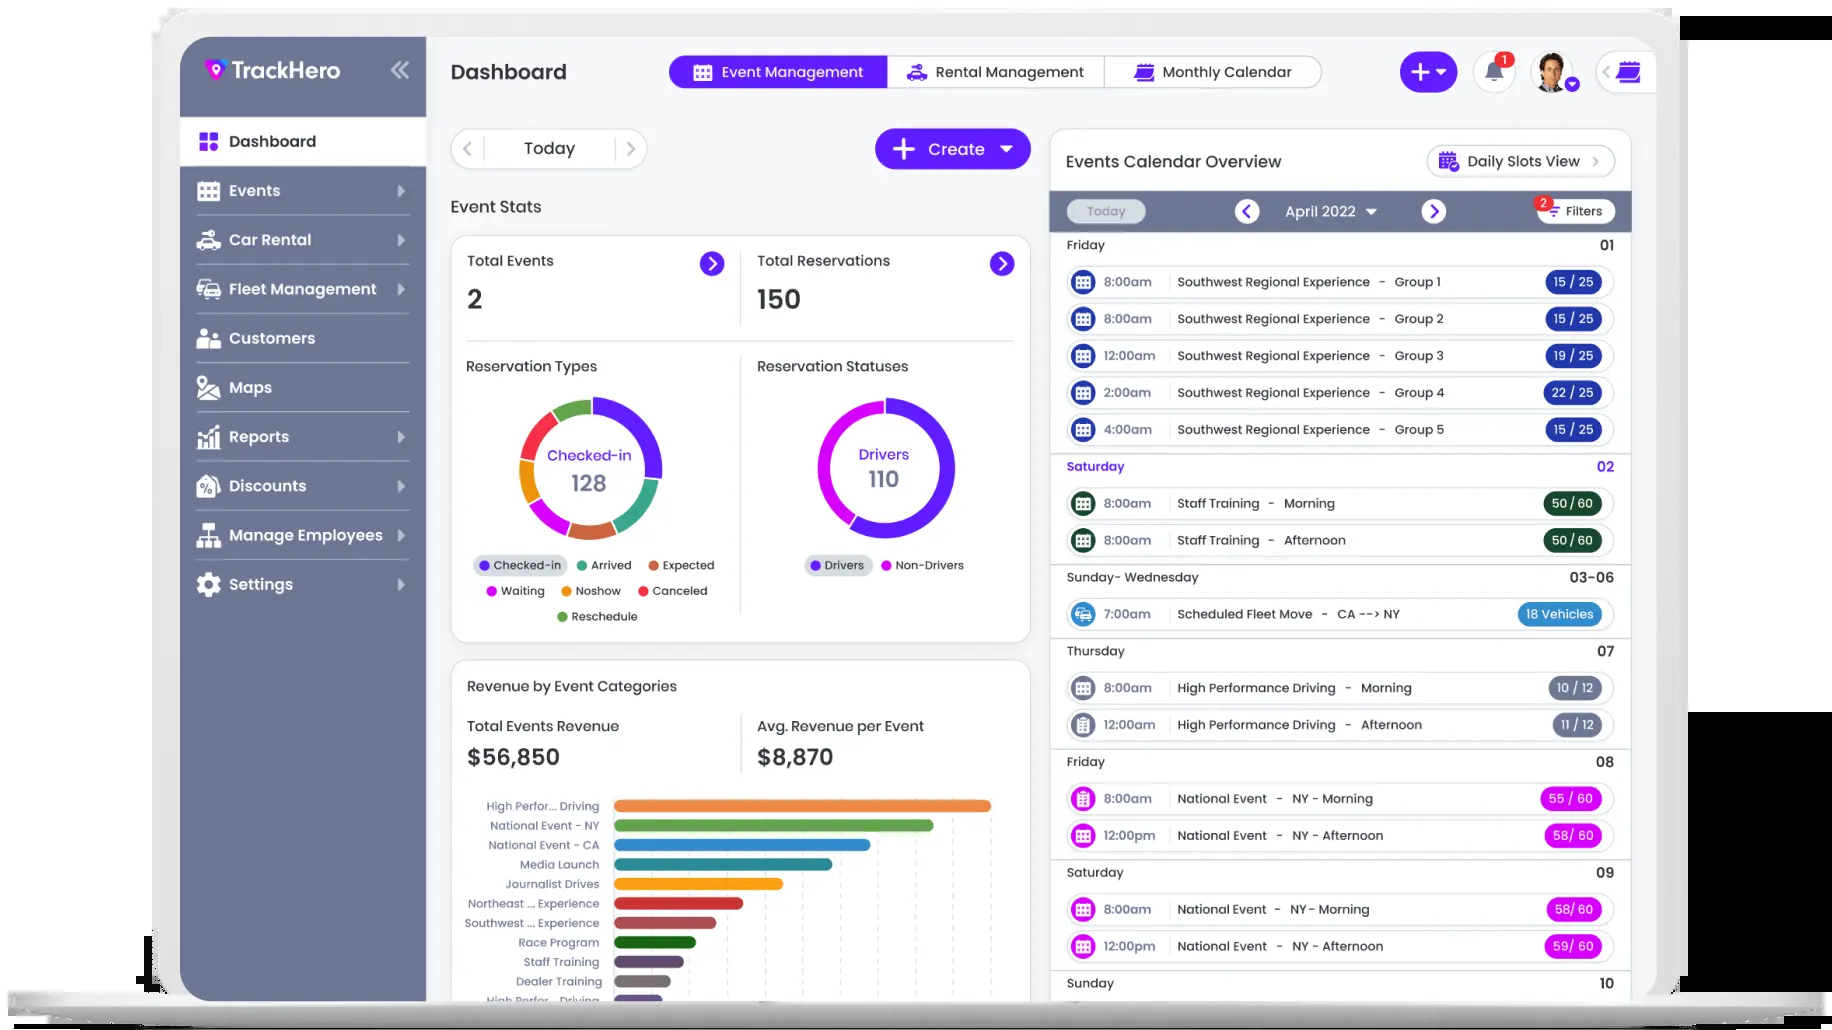 TrackHero
Dashboard
Events
Car Rental
Fleet Management
Customers
Maps
Reports
Discounts
Manage Employees
Settings
Dashboard
Event Management
Rental Management
Monthly Calendar
1
Today
Create
Event Stats
Total Events
2
Total Reservations
150
Reservation Types
Checked-in
128
Checked-in Arrived Expected
Waiting Noshow Canceled
Reschedule
Reservation Statuses
Drivers
110
Drivers Non-Drivers
Revenue by Event Categories
Total Events Revenue
$56,850
Avg. Revenue per Event
$8,870
High Perfor... Driving
National Event - NY
National Event - CA
Media Launch
Journalist Drives
Northeast ... Experience
Southwest ... Experience
Race Program
Staff Training
Dealer Training
High Perfor... Driving
Events Calendar Overview
Daily Slots View
Today
April 2022
2
Filters
Friday 01
8:00am Southwest Regional Experience - Group 1 15 / 25
8:00am Southwest Regional Experience - Group 2 15 / 25
12:00am Southwest Regional Experience - Group 3 19 / 25
2:00am Southwest Regional Experience - Group 4 22 / 25
4:00am Southwest Regional Experience - Group 5 15 / 25
Saturday 02
8:00am Staff Training - Morning 50 / 60
8:00am Staff Training - Afternoon 50 / 60
Sunday- Wednesday 03-06
7:00am Scheduled Fleet Move - CA --> NY 18 Vehicles
Thursday 07
8:00am High Performance Driving - Morning 10 / 12
12:00am High Performance Driving - Afternoon 11 / 12
Friday 08
8:00am National Event - NY - Morning 55 / 60
12:00pm National Event - NY - Afternoon 58/ 60
Saturday 09
8:00am National Event - NY - Morning 58/ 60
12:00pm National Event - NY - Afternoon 59/ 60
Sunday 10